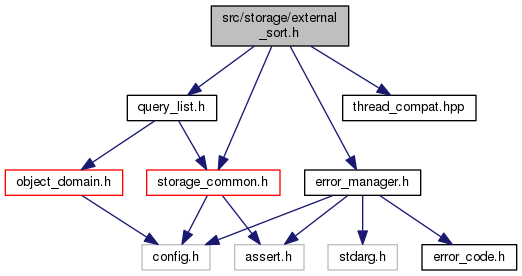 src/storage/external
_sort.h
query_list.h
thread_compat.hpp
object_domain.h
storage_common.h
error_manager.h
config.h
assert.h
stdarg.h
error_code.h